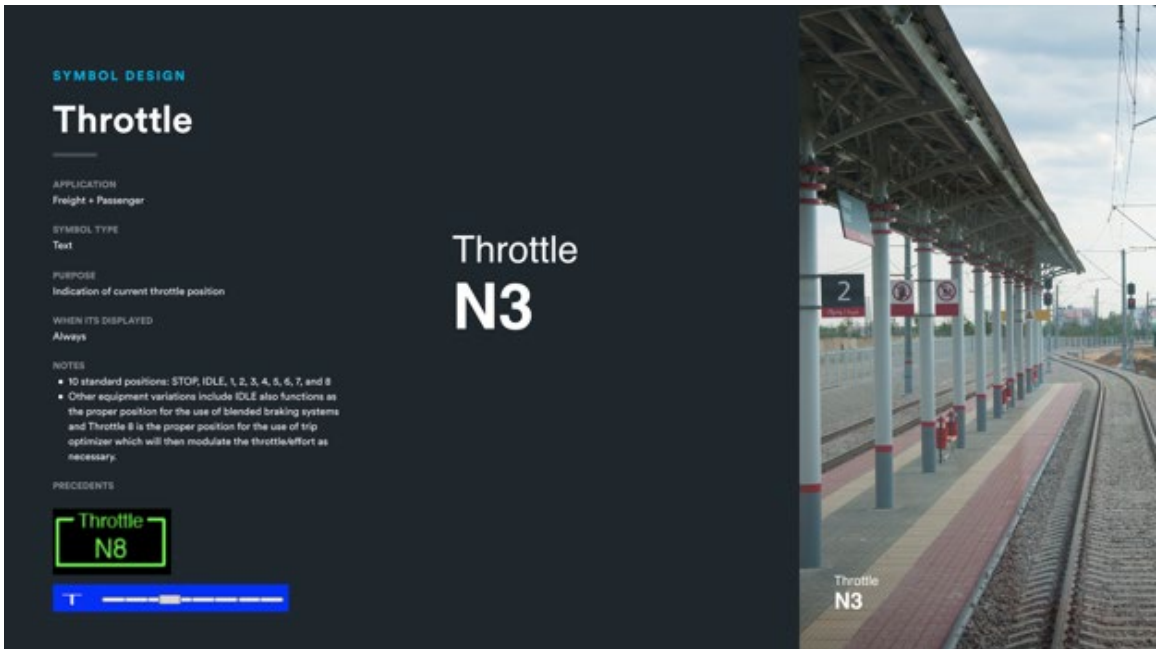 SYMBOL DESIGN
Throttle
APPLICATION
Freight + Passenger
SYMBOL TYPE
Text
PURPOSE
Indication of current throttle position
WHEN ITS DISPLAYED
Always
NOTES
• 10 standard positions: STOP, IDLE, 1, 2, 3, 4, 5, 6, 7, and 8
• Other equipment variations include IDLE also functions as
the proper position for the use of blended braking systems
and Throttle 8 is the proper position for the use of trip
optimizer which will then modulate the throttle/effort as
necessary.
PRECEDENTS
Throttle
N8
T
Throttle
N3
2
Throttle
N3